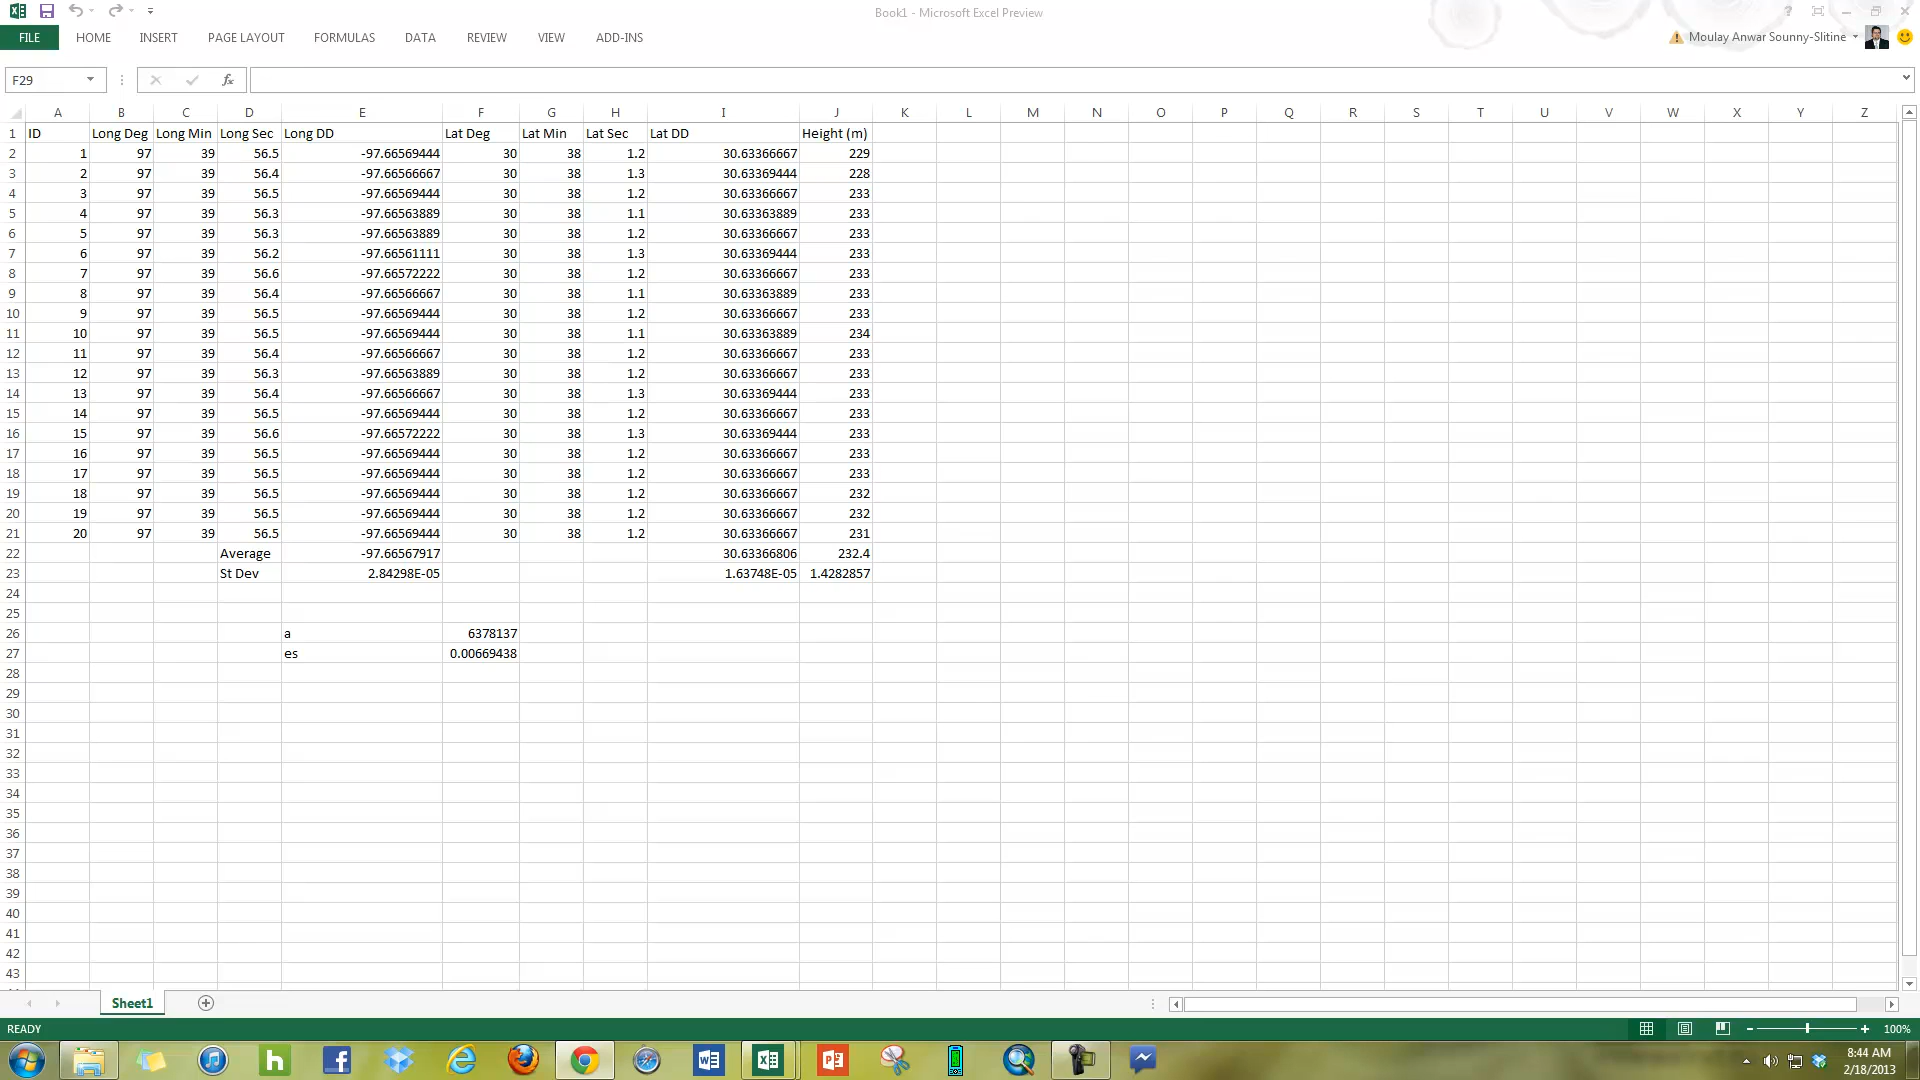 Book1 - Microsoft Excel Preview
FILE HOME INSERT PAGE LAYOUT FORMULAS DATA REVIEW VIEW ADD-INS
Moulay Anwar Sounny-Slitine
F29 fx
A B C D E F G H I J K L M N O P Q R S T U V W X Y Z
1 ID Long Deg Long Min Long Sec Long DD Lat Deg Lat Min Lat Sec Lat DD Height (m)
2 1 97 39 56.5 -97.66569444 30 38 1.2 30.63366667 229
3 2 97 39 56.4 -97.66566667 30 38 1.3 30.63369444 228
4 3 97 39 56.5 -97.66569444 30 38 1.2 30.63366667 233
5 4 97 39 56.3 -97.66563889 30 38 1.1 30.63363889 233
6 5 97 39 56.3 -97.66563889 30 38 1.2 30.63366667 233
7 6 97 39 56.2 -97.66561111 30 38 1.3 30.63369444 233
8 7 97 39 56.6 -97.66572222 30 38 1.2 30.63366667 233
9 8 97 39 56.4 -97.66566667 30 38 1.1 30.63363889 233
10 9 97 39 56.5 -97.66569444 30 38 1.2 30.63366667 233
11 10 97 39 56.5 -97.66569444 30 38 1.1 30.63363889 234
12 11 97 39 56.4 -97.66566667 30 38 1.2 30.63366667 233
13 12 97 39 56.3 -97.66563889 30 38 1.2 30.63366667 233
14 13 97 39 56.4 -97.66566667 30 38 1.3 30.63369444 233
15 14 97 39 56.5 -97.66569444 30 38 1.2 30.63366667 233
16 15 97 39 56.6 -97.66572222 30 38 1.3 30.63369444 233
17 16 97 39 56.5 -97.66569444 30 38 1.2 30.63366667 233
18 17 97 39 56.5 -97.66569444 30 38 1.2 30.63366667 233
19 18 97 39 56.5 -97.66569444 30 38 1.2 30.63366667 232
20 19 97 39 56.5 -97.66569444 30 38 1.2 30.63366667 232
21 20 97 39 56.5 -97.66569444 30 38 1.2 30.63366667 231
22 Average -97.66567917 30.63366806 232.4
23 St Dev 2.84298E-05 1.63748E-05 1.4282857
24
25
26 a 6378137
27 es 0.00669438
28
29
30
31
32
33
34
35
36
37
38
39
40
41
42
43
Sheet1
READY 100%
8:44 AM
2/18/2013